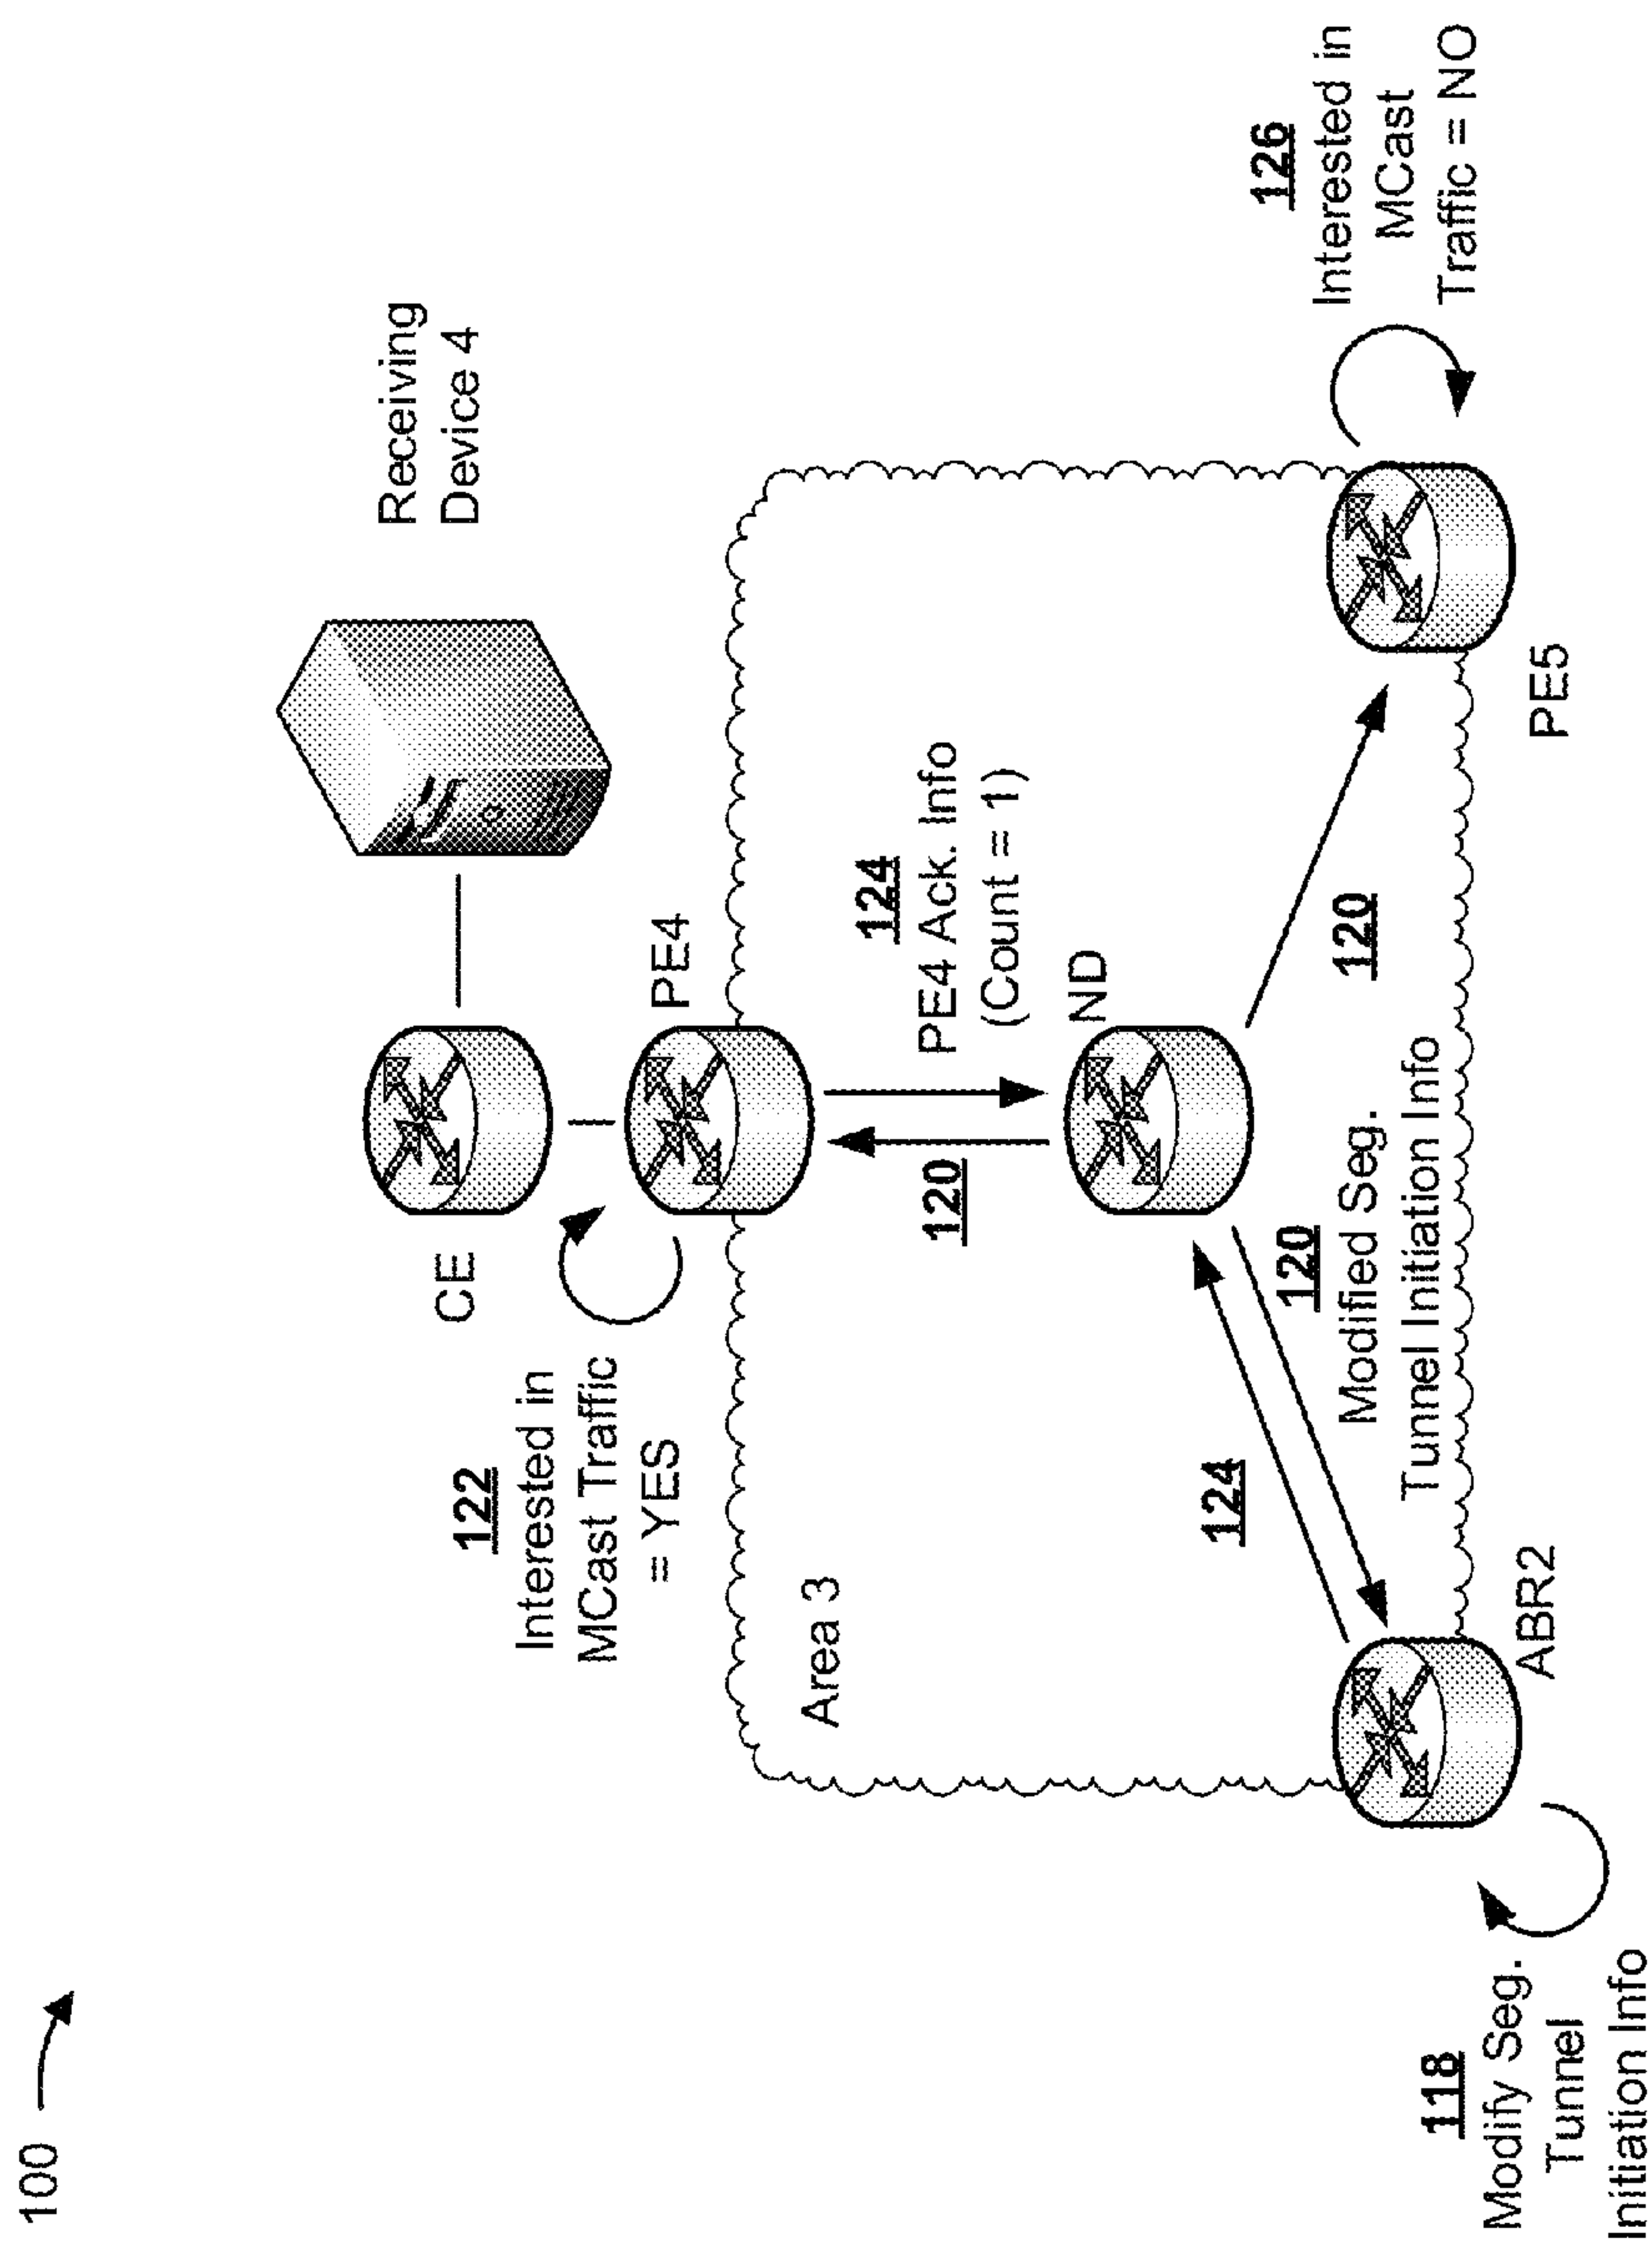 100
Receiving
Device 4
CE
122
Interested in
MCast Traffic
= YES
PE4
Area 3
120
124
PE4 Ack. Info
(Count = 1)
ND
124
120
Modified Seg.
Tunnel Initiation Info
120
126
Interested in
MCast
Traffic = NO
ABR2
PE5
118
Modify Seg.
Tunnel
Initiation Info